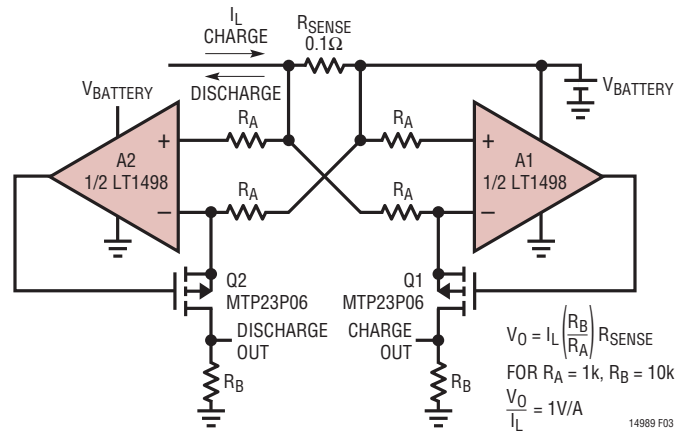 I_L
CHARGE
R_SENSE
0.1Ω
DISCHARGE
V_BATTERY
V_BATTERY
R_A
R_A
A2
1/2 LT1498
+
−
A1
1/2 LT1498
+
−
R_A
R_A
Q2
MTP23P06
Q1
MTP23P06
DISCHARGE
OUT
CHARGE
OUT
R_B
R_B
V_O = I_L (R_B/R_A) R_SENSE
FOR R_A = 1k, R_B = 10k
V_O/I_L = 1V/A
14989 F03